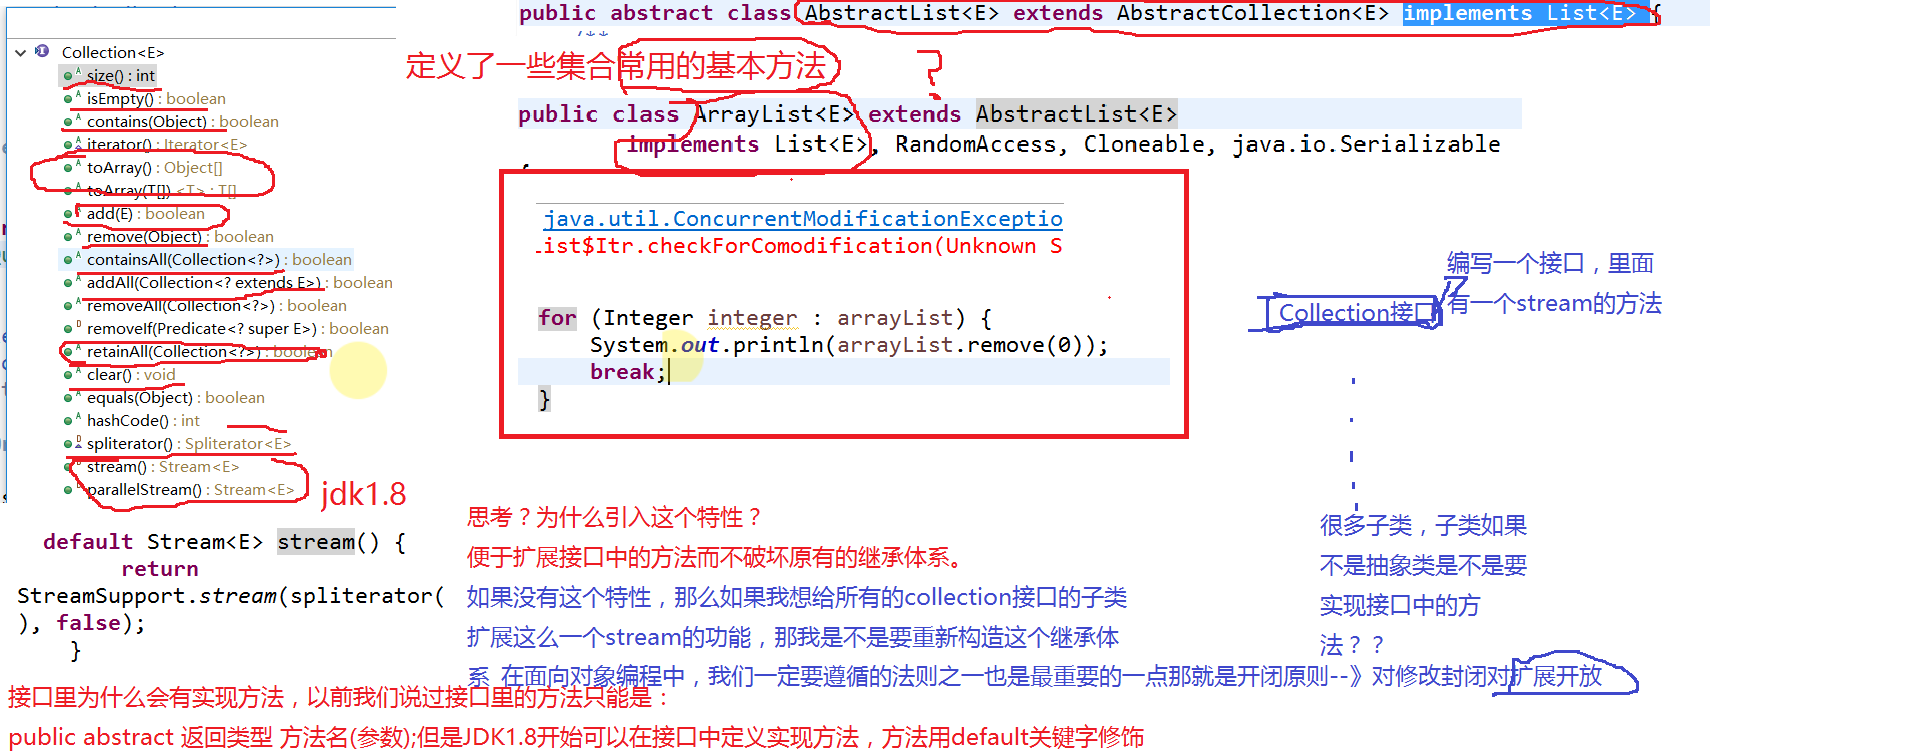 Collection<E>
size() : int
isEmpty() : boolean
contains(Object) : boolean
iterator() : Iterator<E>
toArray() : Object[]
toArray(T[]) <T> : T[]
add(E) : boolean
remove(Object) : boolean
containsAll(Collection<?>) : boolean
addAll(Collection<? extends E>) : boolean
removeAll(Collection<?>) : boolean
removeIf(Predicate<? super E>) : boolean
retainAll(Collection<?>) : boolean
clear() : void
equals(Object) : boolean
hashCode() : int
spliterator() : Spliterator<E>
stream() : Stream<E>
parallelStream() : Stream<E>
jdk1.8
default Stream<E> stream() {
return
StreamSupport.stream(spliterator(
), false);
}
public abstract class AbstractList<E> extends AbstractCollection<E> implements List<E> {
/**
定义了一些集合常用的基本方法
?
public class ArrayList<E> extends AbstractList<E>
implements List<E>, RandomAccess, Cloneable, java.io.Serializable
{
java.util.ConcurrentModificationExceptio
ist$Itr.checkForComodification(Unknown S
for (Integer integer : arrayList) {
System.out.println(arrayList.remove(0));
break;
}
编写一个接口，里面
有一个stream的方法
Collection接口
很多子类，子类如果
不是抽象类是不是要
实现接口中的方
法？？
思考？为什么引入这个特性？
便于扩展接口中的方法而不破坏原有的继承体系。
如果没有这个特性，那么如果我想给所有的collection接口的子类
扩展这么一个stream的功能，那我是不是要重新构造这个继承体
系 在面向对象编程中，我们一定要遵循的法则之一也是最重要的一点那就是开闭原则--》对修改封闭对扩展开放
接口里为什么会有实现方法，以前我们说过接口里的方法只能是：
public abstract 返回类型 方法名(参数);但是JDK1.8开始可以在接口中定义实现方法，方法用default关键字修饰